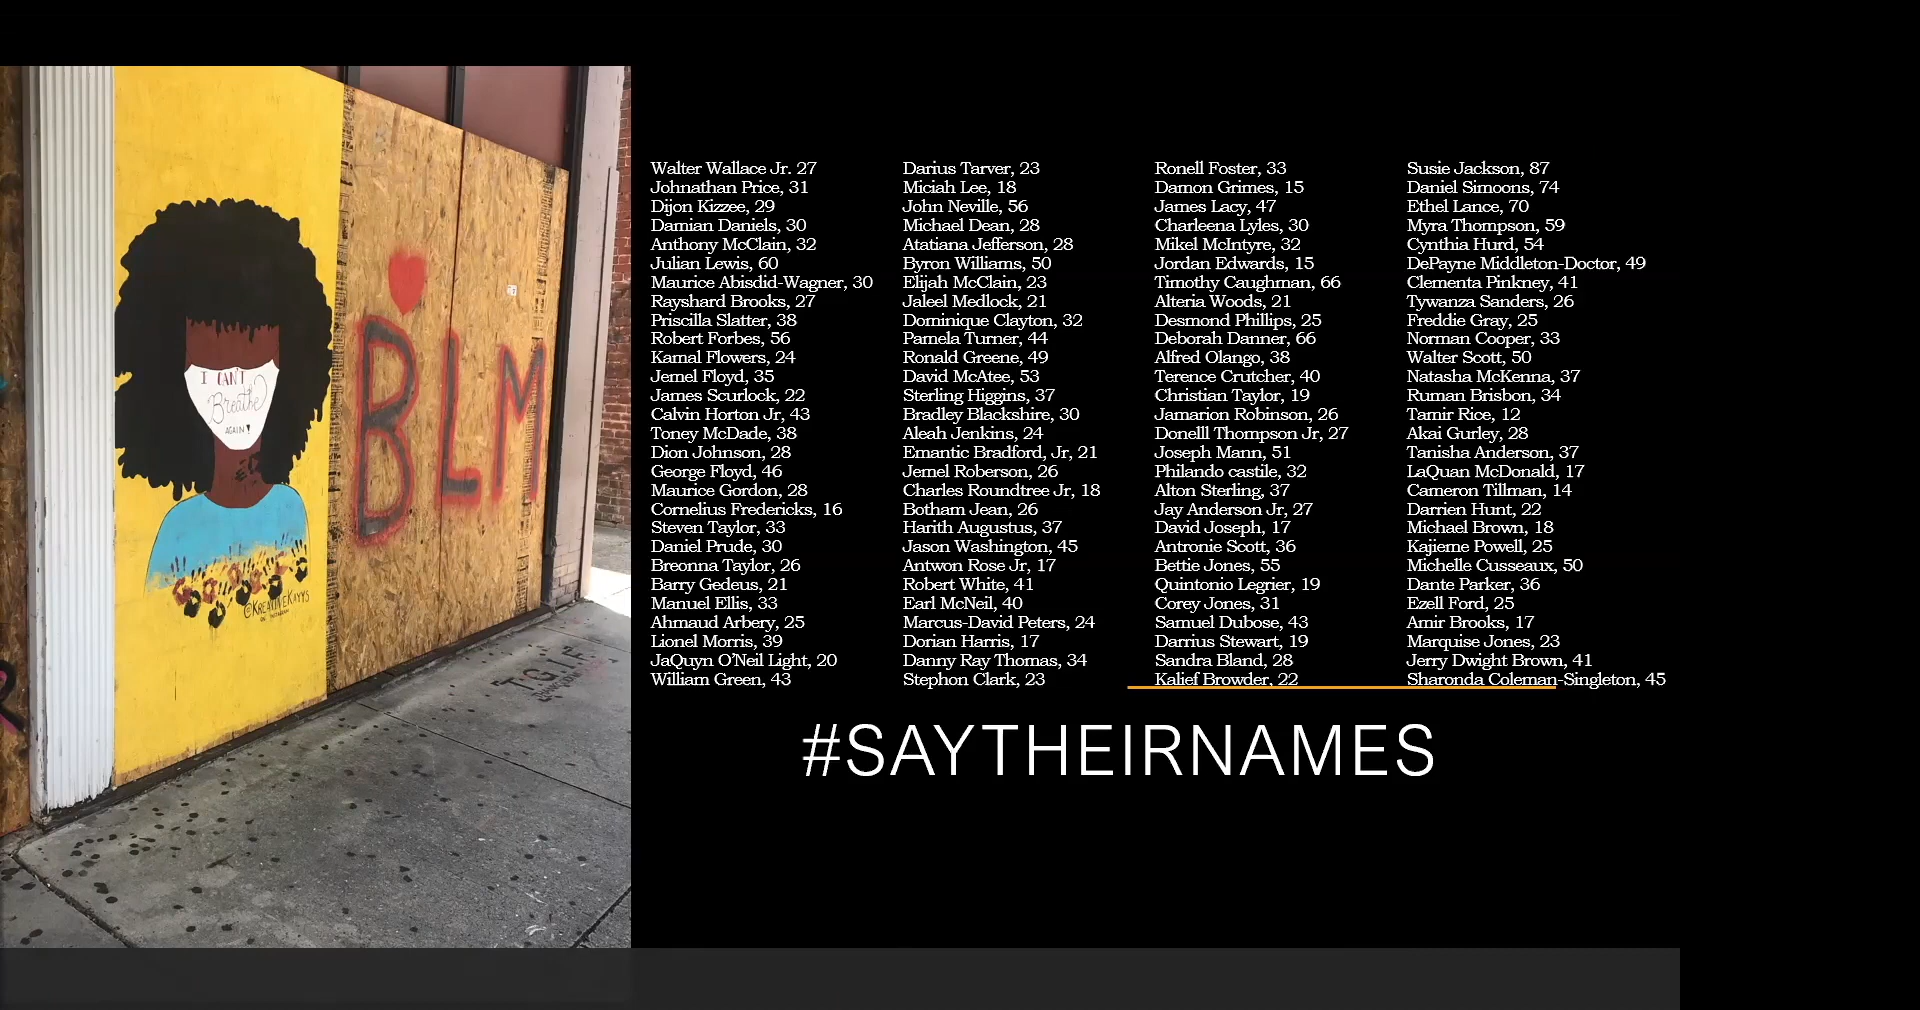 I CAN'T
Breathe
AGAIN!
BLM
@KREATIVEKAYYS
ON INSTAGRAM
Walter Wallace Jr. 27
Johnathan Price, 31
Dijon Kizzee, 29
Damian Daniels, 30
Anthony McClain, 32
Julian Lewis, 60
Maurice Abisdid-Wagner, 30
Rayshard Brooks, 27
Priscilla Slatter, 38
Robert Forbes, 56
Kamal Flowers, 24
Jemel Floyd, 35
James Scurlock, 22
Calvin Horton Jr, 43
Toney McDade, 38
Dion Johnson, 28
George Floyd, 46
Maurice Gordon, 28
Cornelius Fredericks, 16
Steven Taylor, 33
Daniel Prude, 30
Breonna Taylor, 26
Barry Gedeus, 21
Manuel Ellis, 33
Ahmaud Arbery, 25
Lionel Morris, 39
JaQuyn O'Neil Light, 20
William Green, 43
Darius Tarver, 23
Miciah Lee, 18
John Neville, 56
Michael Dean, 28
Atatiana Jefferson, 28
Byron Williams, 50
Elijah McClain, 23
Jaleel Medlock, 21
Dominique Clayton, 32
Pamela Turner, 44
Ronald Greene, 49
David McAtee, 53
Sterling Higgins, 37
Bradley Blackshire, 30
Aleah Jenkins, 24
Emantic Bradford, Jr, 21
Jemel Roberson, 26
Charles Roundtree Jr, 18
Botham Jean, 26
Harith Augustus, 37
Jason Washington, 45
Antwon Rose Jr, 17
Robert White, 41
Earl McNeil, 40
Marcus-David Peters, 24
Dorian Harris, 17
Danny Ray Thomas, 34
Stephon Clark, 23
Ronell Foster, 33
Damon Grimes, 15
James Lacy, 47
Charleena Lyles, 30
Mikel McIntyre, 32
Jordan Edwards, 15
Timothy Caughman, 66
Alteria Woods, 21
Desmond Phillips, 25
Deborah Danner, 66
Alfred Olango, 38
Terence Crutcher, 40
Christian Taylor, 19
Jamarion Robinson, 26
Donelll Thompson Jr, 27
Joseph Mann, 51
Philando castile, 32
Alton Sterling, 37
Jay Anderson Jr, 27
David Joseph, 17
Antronie Scott, 36
Bettie Jones, 55
Quintonio Legrier, 19
Corey Jones, 31
Samuel Dubose, 43
Darrius Stewart, 19
Sandra Bland, 28
Kalief Browder, 22
Susie Jackson, 87
Daniel Simoons, 74
Ethel Lance, 70
Myra Thompson, 59
Cynthia Hurd, 54
DePayne Middleton-Doctor, 49
Clementa Pinkney, 41
Tywanza Sanders, 26
Freddie Gray, 25
Norman Cooper, 33
Walter Scott, 50
Natasha McKenna, 37
Ruman Brisbon, 34
Tamir Rice, 12
Akai Gurley, 28
Tanisha Anderson, 37
LaQuan McDonald, 17
Cameron Tillman, 14
Darrien Hunt, 22
Michael Brown, 18
Kajieme Powell, 25
Michelle Cusseaux, 50
Dante Parker, 36
Ezell Ford, 25
Amir Brooks, 17
Marquise Jones, 23
Jerry Dwight Brown, 41
Sharonda Coleman-Singleton, 45
#SAYTHEIRNAMES